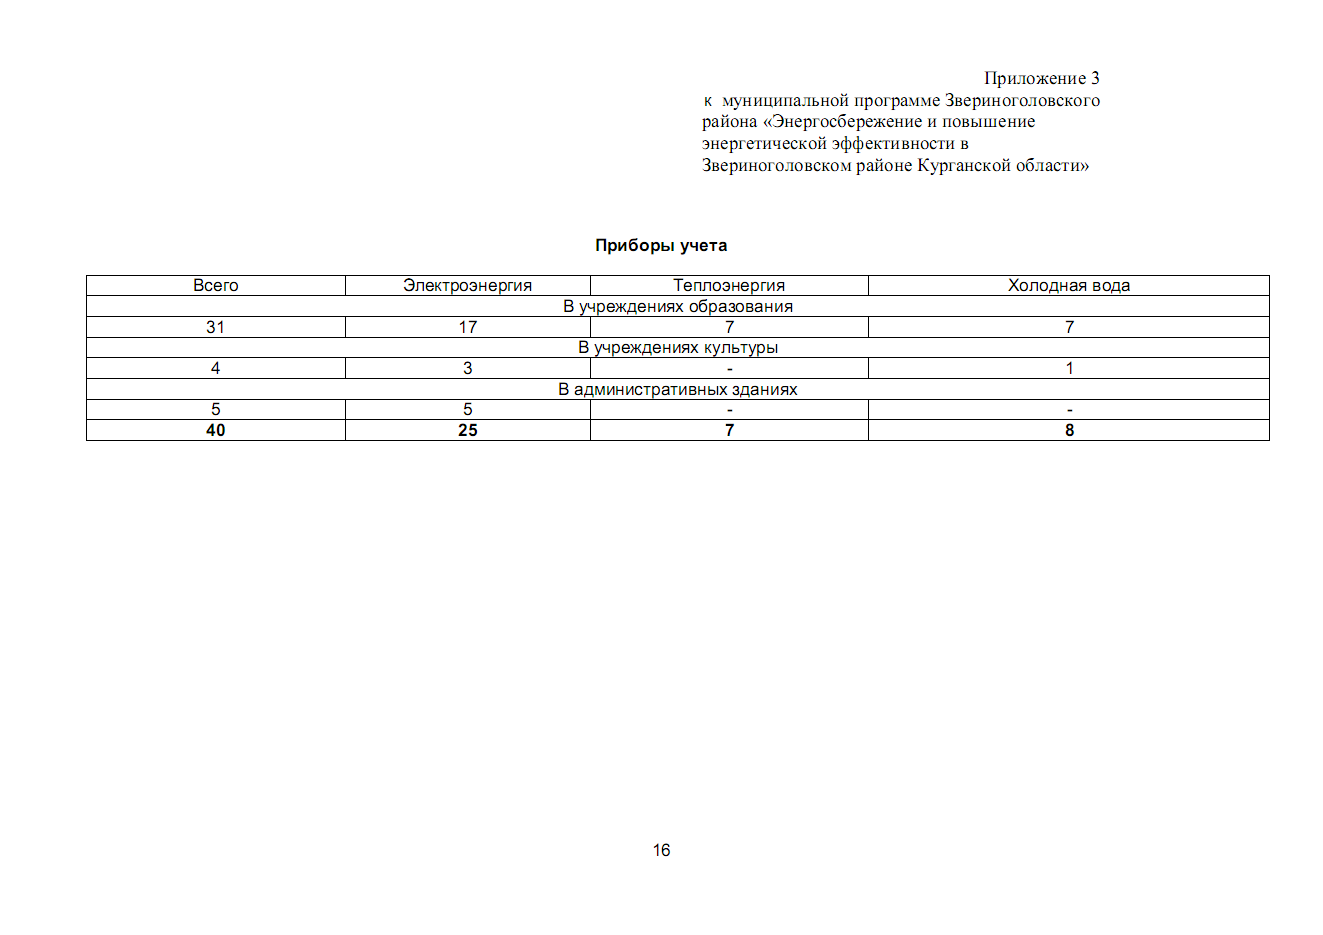 Приложение 3
к муниципальной программе Звериноголовского
района «Энергосбережение и повышение
энергетической эффективности в
Звериноголовском районе Курганской области»
Приборы учета
Всего Электроэнергия Теплоэнергия Холодная вода
В учреждениях образования
31 17 7 7
В учреждениях культуры
4 3 - 1
В административных зданиях
5 5 - -
40 25 7 8
16